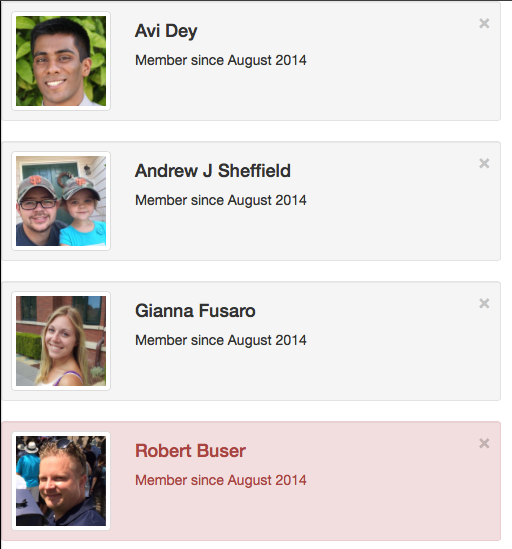 Avi Dey
×
Member since August 2014
Andrew J Sheffield
×
Member since August 2014
Gianna Fusaro
×
Member since August 2014
Robert Buser
×
Member since August 2014